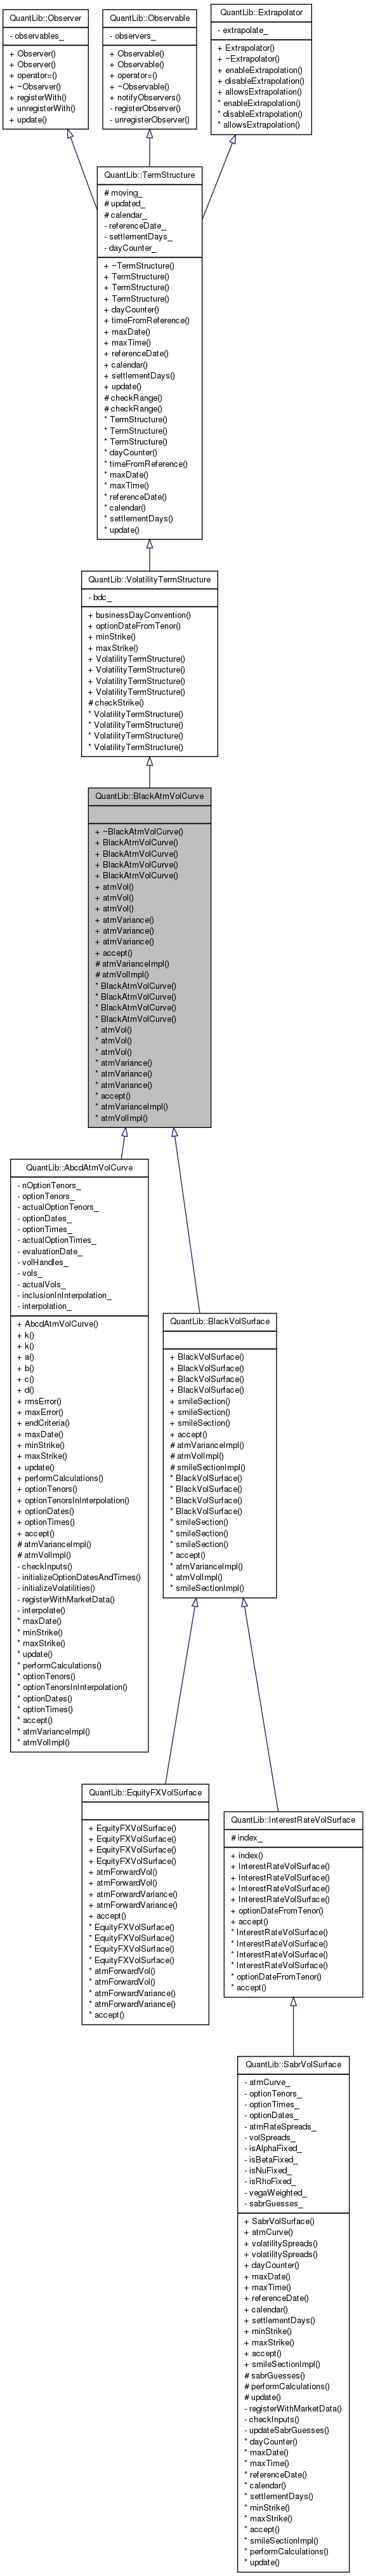 QuantLib::Observer
- observables_
+ Observer()
+ Observer()
+ operator=()
+ ~Observer()
+ registerWith()
+ unregisterWith()
+ update()
QuantLib::Observable
- observers_
+ Observable()
+ Observable()
+ operator=()
+ ~Observable()
+ notifyObservers()
- registerObserver()
- unregisterObserver()
QuantLib::Extrapolator
- extrapolate_
+ Extrapolator()
+ ~Extrapolator()
+ enableExtrapolation()
+ disableExtrapolation()
+ allowsExtrapolation()
* enableExtrapolation()
* disableExtrapolation()
* allowsExtrapolation()
QuantLib::TermStructure
# moving_
# updated_
# calendar_
- referenceDate_
- settlementDays_
- dayCounter_
+ ~TermStructure()
+ TermStructure()
+ TermStructure()
+ TermStructure()
+ dayCounter()
+ timeFromReference()
+ maxDate()
+ maxTime()
+ referenceDate()
+ calendar()
+ settlementDays()
+ update()
# checkRange()
# checkRange()
* TermStructure()
* TermStructure()
* TermStructure()
* dayCounter()
* timeFromReference()
* maxDate()
* maxTime()
* referenceDate()
* calendar()
* settlementDays()
* update()
QuantLib::VolatilityTermStructure
- bdc_
+ businessDayConvention()
+ optionDateFromTenor()
+ minStrike()
+ maxStrike()
+ VolatilityTermStructure()
+ VolatilityTermStructure()
+ VolatilityTermStructure()
+ VolatilityTermStructure()
# checkStrike()
* VolatilityTermStructure()
* VolatilityTermStructure()
* VolatilityTermStructure()
* VolatilityTermStructure()
QuantLib::BlackAtmVolCurve
+ ~BlackAtmVolCurve()
+ BlackAtmVolCurve()
+ BlackAtmVolCurve()
+ BlackAtmVolCurve()
+ BlackAtmVolCurve()
+ atmVol()
+ atmVol()
+ atmVol()
+ atmVariance()
+ atmVariance()
+ atmVariance()
+ accept()
# atmVarianceImpl()
# atmVolImpl()
* BlackAtmVolCurve()
* BlackAtmVolCurve()
* BlackAtmVolCurve()
* BlackAtmVolCurve()
* atmVol()
* atmVol()
* atmVol()
* atmVariance()
* atmVariance()
* atmVariance()
* accept()
* atmVarianceImpl()
* atmVolImpl()
QuantLib::AbcdAtmVolCurve
- nOptionTenors_
- optionTenors_
- actualOptionTenors_
- optionDates_
- optionTimes_
- actualOptionTimes_
- evaluationDate_
- volHandles_
- vols_
- actualVols_
- inclusionInInterpolation_
- interpolation_
+ AbcdAtmVolCurve()
+ k()
+ k()
+ a()
+ b()
+ c()
+ d()
+ rmsError()
+ maxError()
+ endCriteria()
+ maxDate()
+ minStrike()
+ maxStrike()
+ update()
+ performCalculations()
+ optionTenors()
+ optionTenorsInInterpolation()
+ optionDates()
+ optionTimes()
+ accept()
# atmVarianceImpl()
# atmVolImpl()
- checkInputs()
- initializeOptionDatesAndTimes()
- initializeVolatilities()
- registerWithMarketData()
- interpolate()
* maxDate()
* minStrike()
* maxStrike()
* update()
* performCalculations()
* optionTenors()
* optionTenorsInInterpolation()
* optionDates()
* optionTimes()
* accept()
* atmVarianceImpl()
* atmVolImpl()
QuantLib::BlackVolSurface
+ BlackVolSurface()
+ BlackVolSurface()
+ BlackVolSurface()
+ BlackVolSurface()
+ smileSection()
+ smileSection()
+ smileSection()
+ accept()
# atmVarianceImpl()
# atmVolImpl()
# smileSectionImpl()
* BlackVolSurface()
* BlackVolSurface()
* BlackVolSurface()
* BlackVolSurface()
* smileSection()
* smileSection()
* smileSection()
* accept()
* atmVarianceImpl()
* atmVolImpl()
* smileSectionImpl()
QuantLib::EquityFXVolSurface
+ EquityFXVolSurface()
+ EquityFXVolSurface()
+ EquityFXVolSurface()
+ EquityFXVolSurface()
+ atmForwardVol()
+ atmForwardVol()
+ atmForwardVariance()
+ atmForwardVariance()
+ accept()
* EquityFXVolSurface()
* EquityFXVolSurface()
* EquityFXVolSurface()
* EquityFXVolSurface()
* atmForwardVol()
* atmForwardVol()
* atmForwardVariance()
* atmForwardVariance()
* accept()
QuantLib::InterestRateVolSurface
# index_
+ index()
+ InterestRateVolSurface()
+ InterestRateVolSurface()
+ InterestRateVolSurface()
+ InterestRateVolSurface()
+ optionDateFromTenor()
+ accept()
* InterestRateVolSurface()
* InterestRateVolSurface()
* InterestRateVolSurface()
* InterestRateVolSurface()
* optionDateFromTenor()
* accept()
QuantLib::SabrVolSurface
- atmCurve_
- optionTenors_
- optionTimes_
- optionDates_
- atmRateSpreads_
- volSpreads_
- isAlphaFixed_
- isBetaFixed_
- isNuFixed_
- isRhoFixed_
- vegaWeighted_
- sabrGuesses_
+ SabrVolSurface()
+ atmCurve()
+ volatilitySpreads()
+ volatilitySpreads()
+ dayCounter()
+ maxDate()
+ maxTime()
+ referenceDate()
+ calendar()
+ settlementDays()
+ minStrike()
+ maxStrike()
+ accept()
+ smileSectionImpl()
# sabrGuesses()
# performCalculations()
# update()
- registerWithMarketData()
- checkInputs()
- updateSabrGuesses()
* dayCounter()
* maxDate()
* maxTime()
* referenceDate()
* calendar()
* settlementDays()
* minStrike()
* maxStrike()
* accept()
* smileSectionImpl()
* performCalculations()
* update()